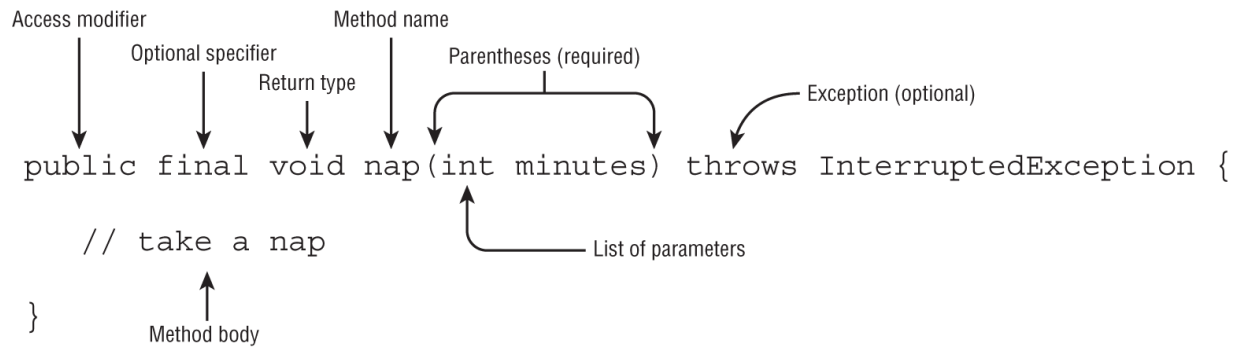 Access modifier
Method name
Optional specifier
Parentheses (required)
Return type
Exception (optional)
public final void nap(int minutes) throws InterruptedException {
// take a nap
List of parameters
}
Method body